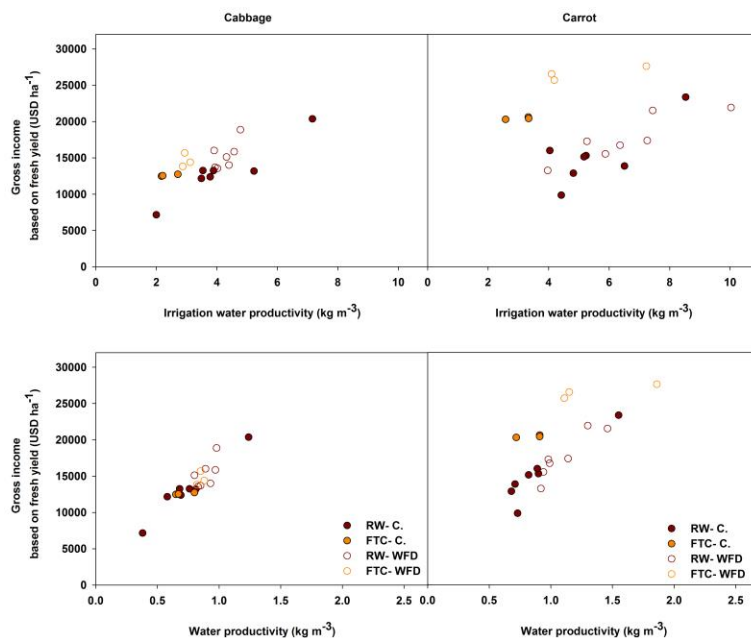 Cabbage
Carrot
Gross income
based on fresh yield (USD ha⁻¹)
30000
25000
20000
15000
10000
5000
0
0 2 4 6 8 10
0 2 4 6 8 10
Irrigation water productivity (kg m⁻³)
Irrigation water productivity (kg m⁻³)
Gross income
based on fresh yield (USD ha⁻¹)
30000
25000
20000
15000
10000
5000
0
RW- C.
FTC- C.
RW- WFD
FTC- WFD
RW- C.
FTC- C.
RW- WFD
FTC- WFD
0.0 0.5 1.0 1.5 2.0 2.5
0.0 0.5 1.0 1.5 2.0 2.5
Water productivity (kg m⁻³)
Water productivity (kg m⁻³)